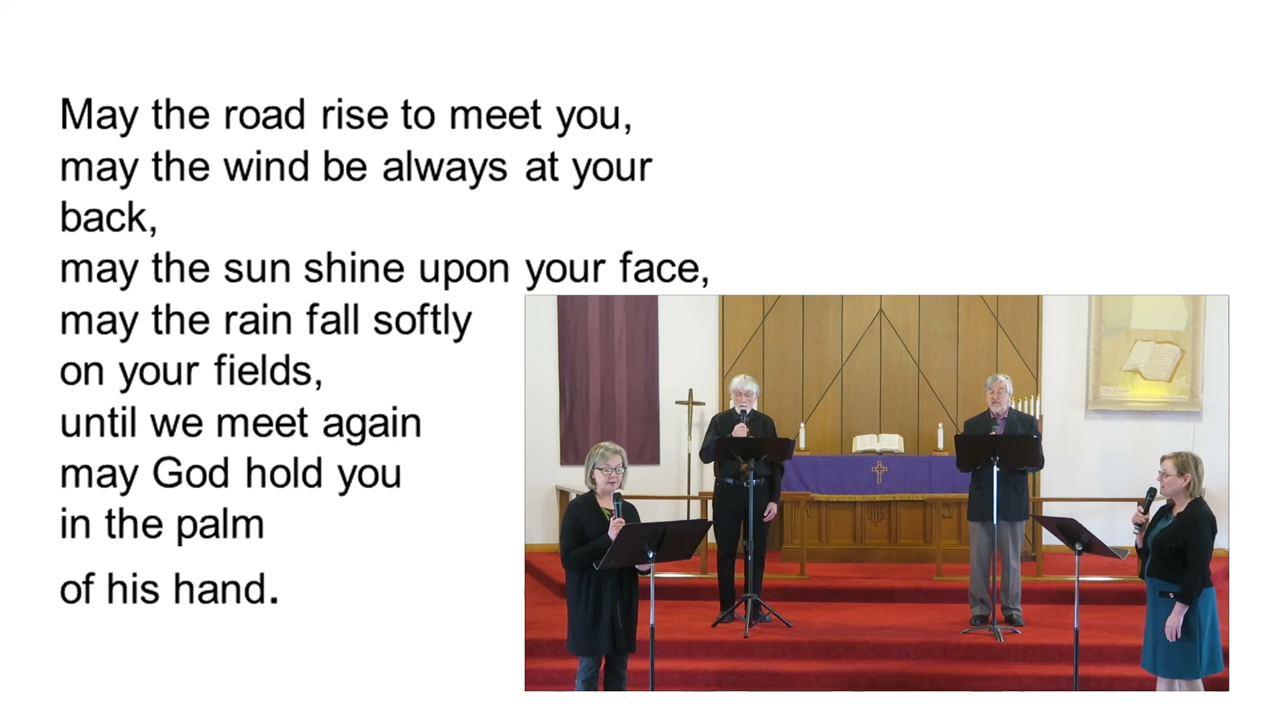 May the road rise to meet you,
may the wind be always at your
back,
may the sun shine upon your face,
may the rain fall softly
on your fields,
until we meet again
may God hold you
in the palm
of his hand.